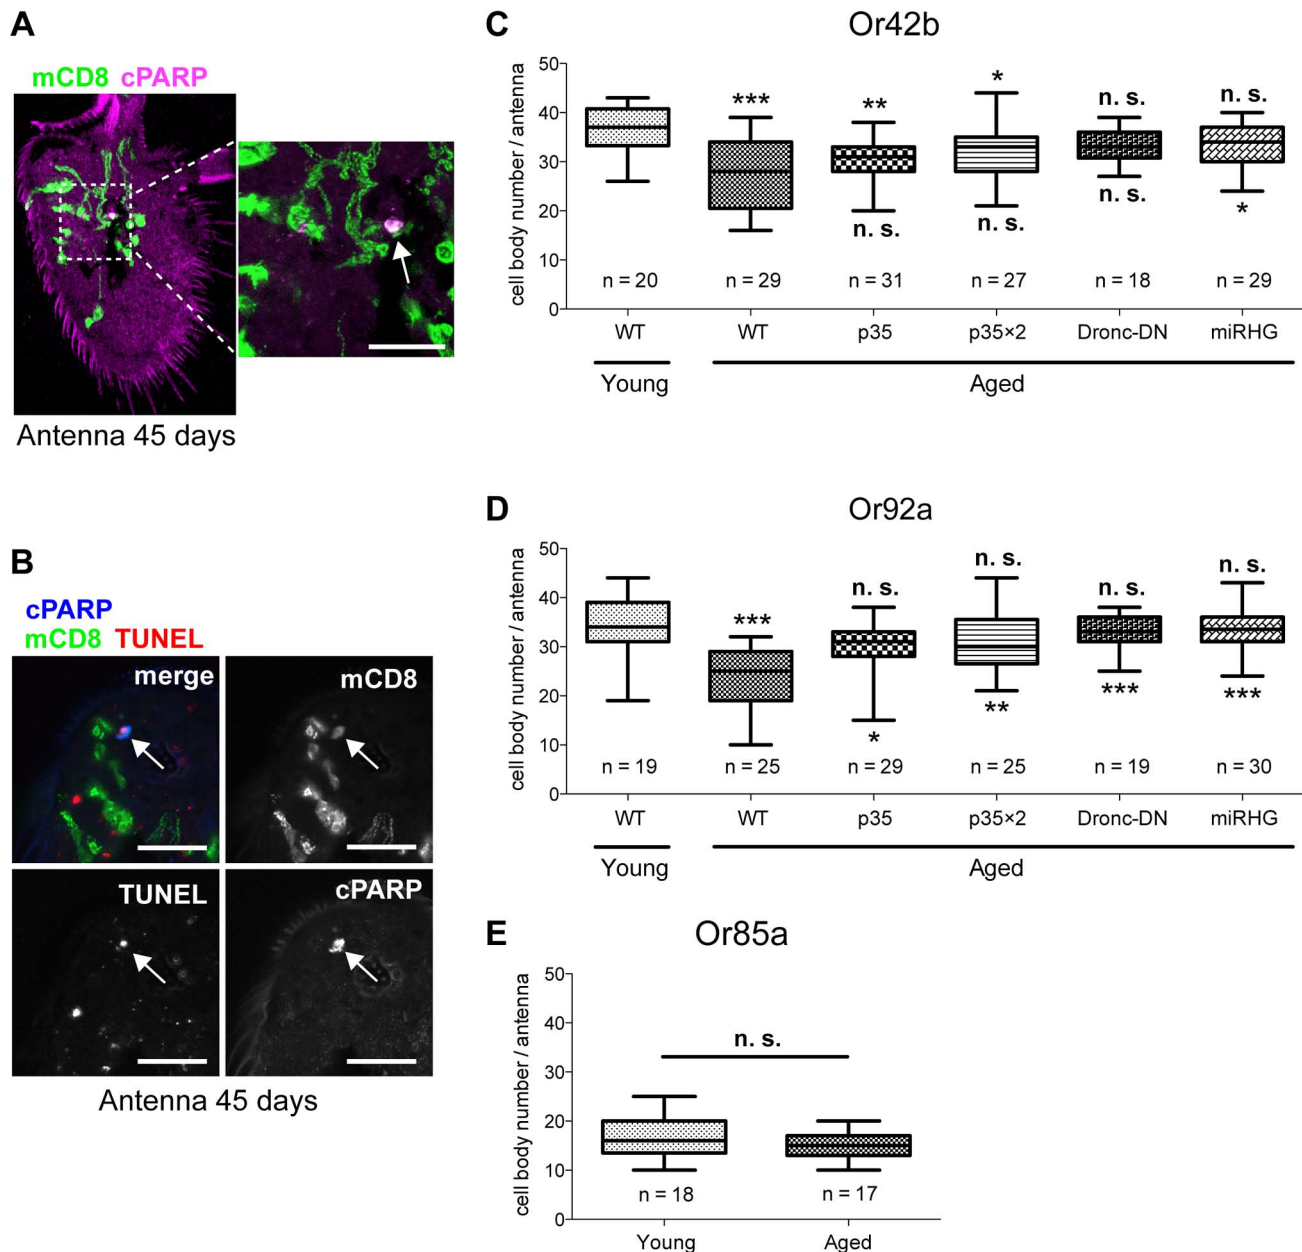 A
mCD8 cPARP
Antenna 45 days
B
cPARP
mCD8 TUNEL
merge
mCD8
TUNEL
cPARP
Antenna 45 days
C
Or42b
cell body number / antenna
50
40
30
20
10
0
***
**
*
n. s.
n. s.
n. s.
n. s.
n. s.
*
n = 20 n = 29 n = 31 n = 27 n = 18 n = 29
WT WT p35 p35×2 Dronc-DN miRHG
Young Aged
D
Or92a
cell body number / antenna
50
40
30
20
10
0
***
n. s.
n. s.
n. s.
n. s.
*
**
***
***
n = 19 n = 25 n = 29 n = 25 n = 19 n = 30
WT WT p35 p35×2 Dronc-DN miRHG
Young Aged
E
Or85a
cell body number / antenna
50
40
30
20
10
0
n. s.
n = 18 n = 17
Young Aged